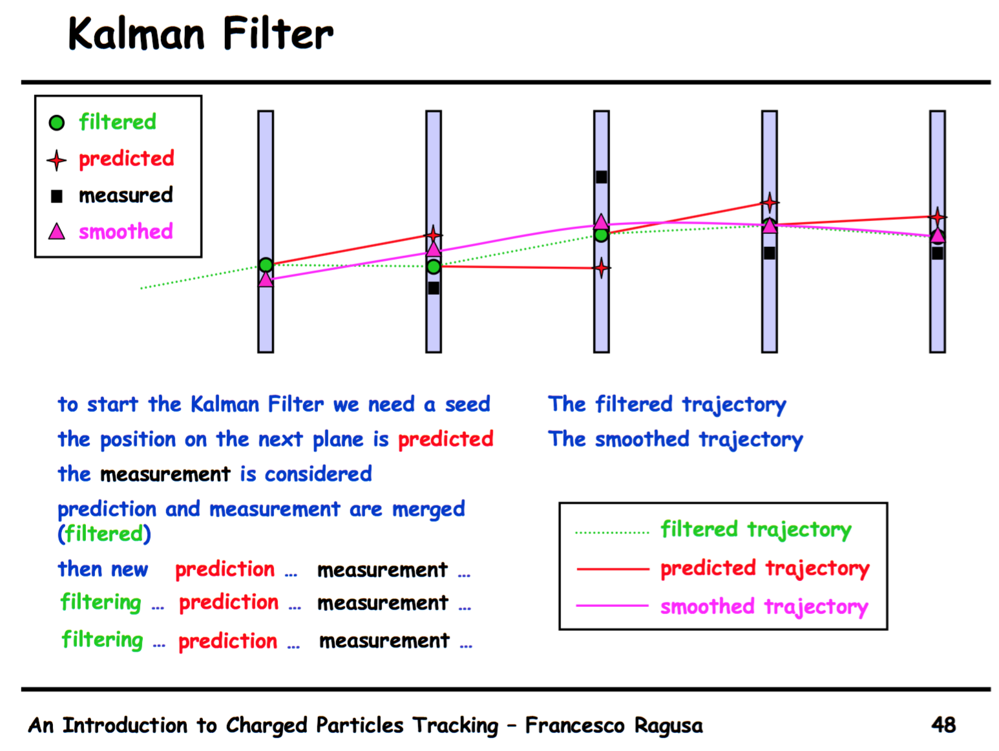 Kalman Filter
filtered
predicted
measured
smoothed
to start the Kalman Filter we need a seed
the position on the next plane is predicted
the measurement is considered
prediction and measurement are merged
(filtered)
then new prediction ... measurement ...
filtering ... prediction ... measurement ...
filtering ... prediction ... measurement ...
The filtered trajectory
The smoothed trajectory
filtered trajectory
predicted trajectory
smoothed trajectory
An Introduction to Charged Particles Tracking – Francesco Ragusa 48